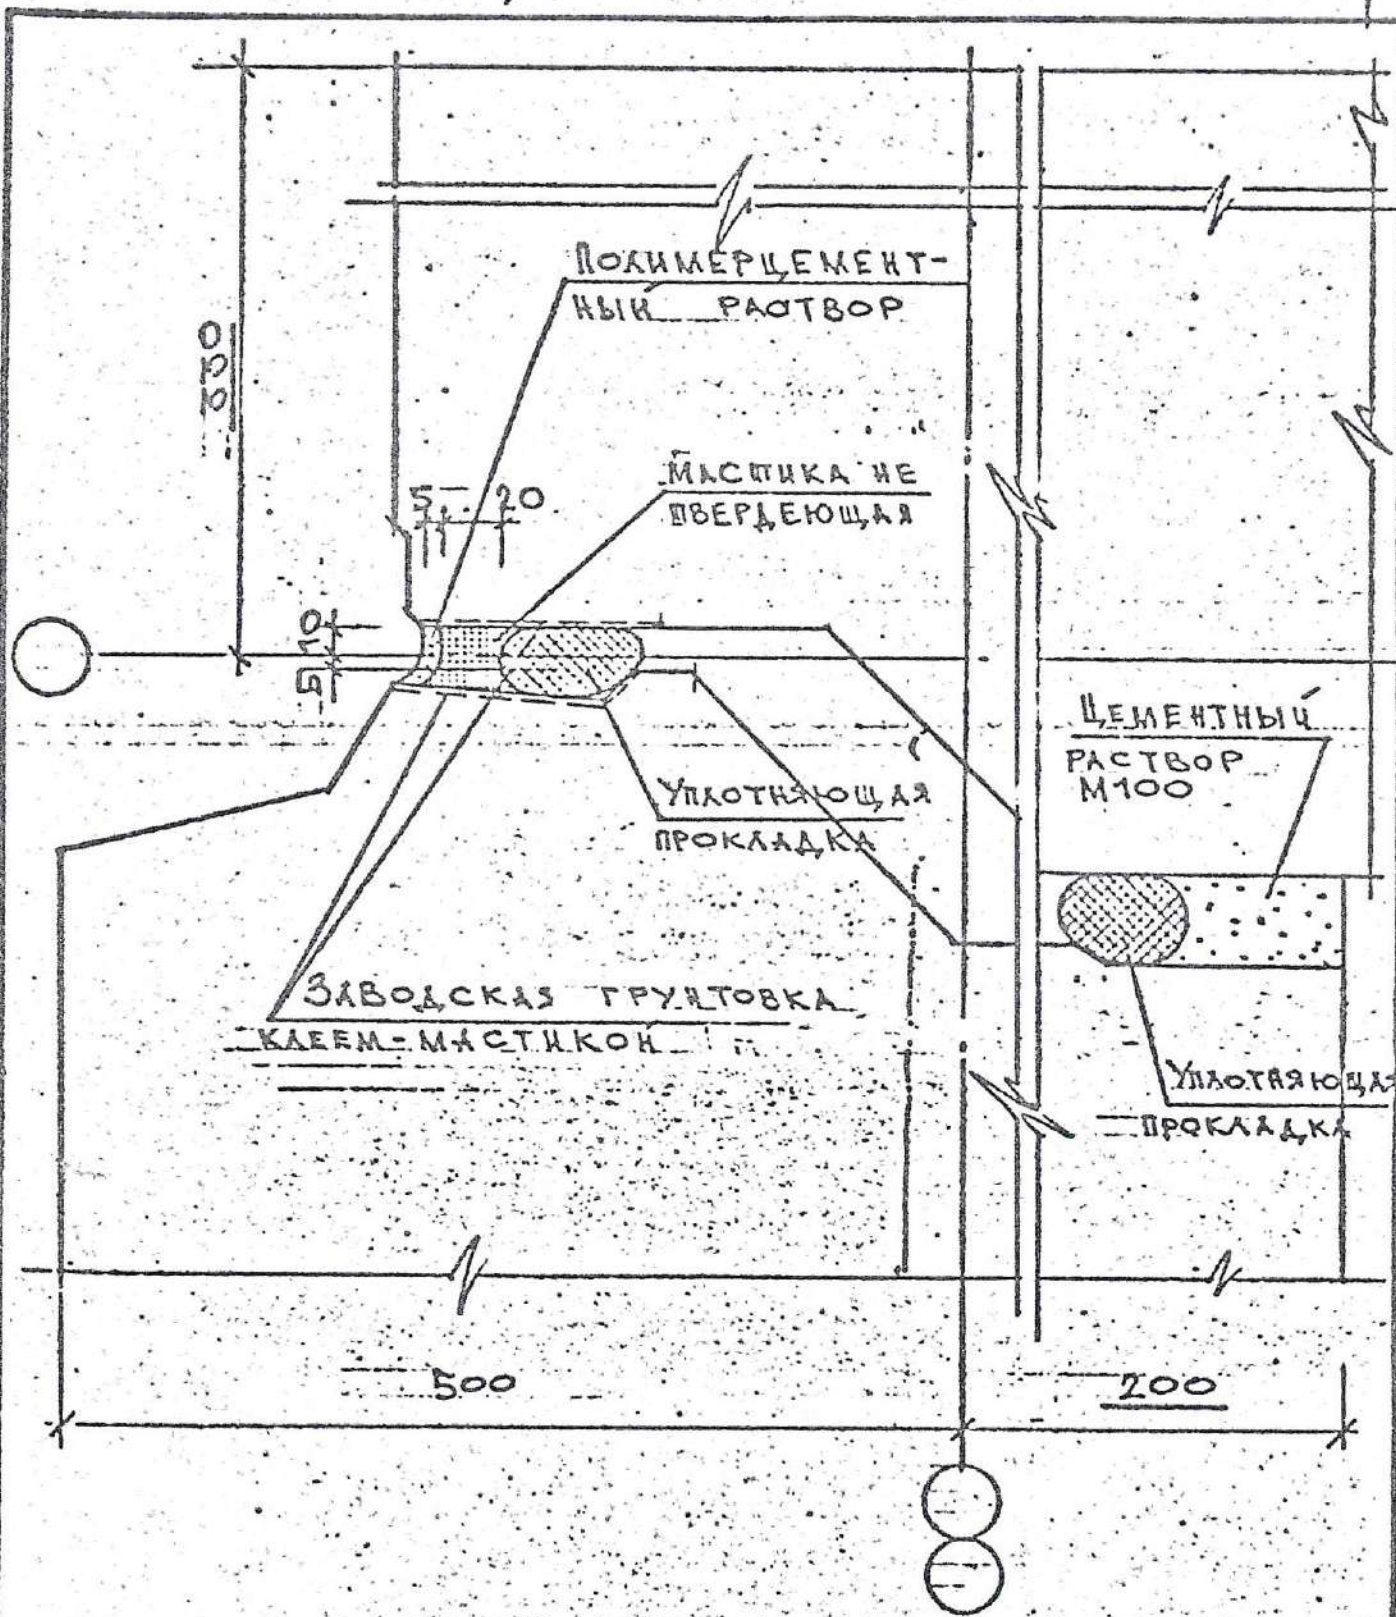 ПОЛИМЕРЦЕМЕНТ-
НЫЙ РАСТВОР
5 20
МАСТИКА НЕ
ТВЕРДЕЮЩАЯ
10
5
ЦЕМЕНТНЫЙ
РАСТВОР
М100
УПЛОТНЯЮЩАЯ
ПРОКЛАДКА
ЗАВОДСКАЯ ГРУНТОВКА
КЛЕЕМ-МАСТИКОЙ
УПЛОТНЯЮЩАЯ
ПРОКЛАДКА
500
200